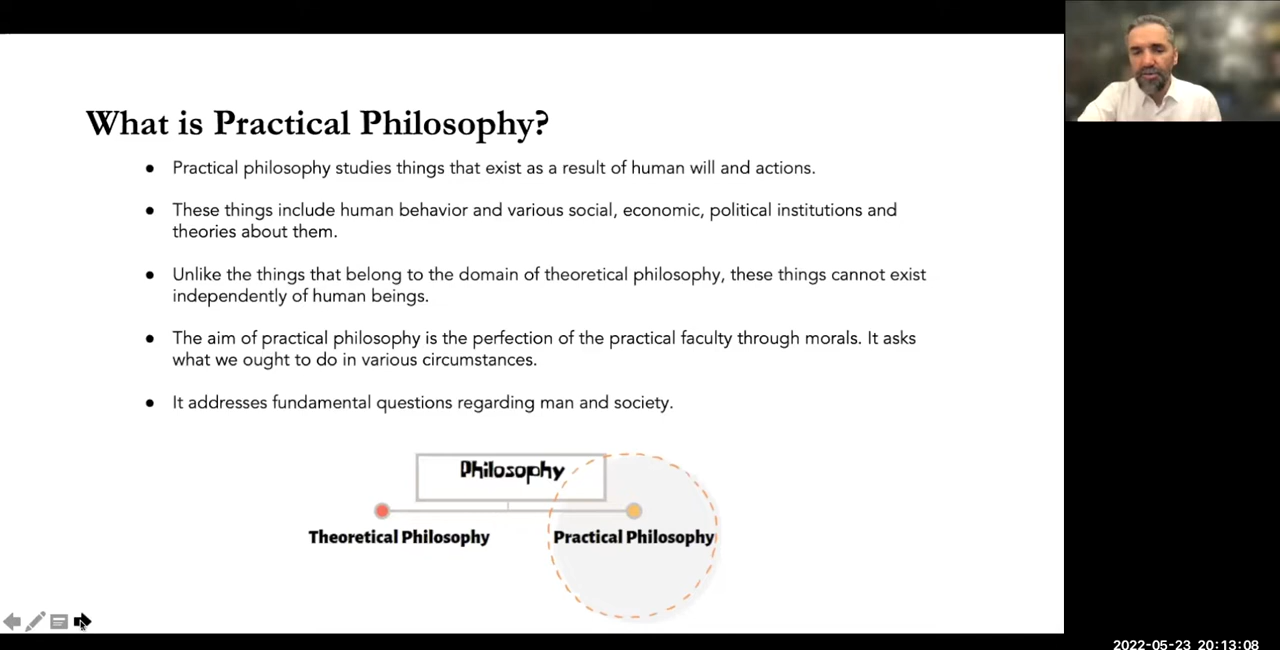 What is Practical Philosophy?
● Practical philosophy studies things that exist as a result of human will and actions.
● These things include human behavior and various social, economic, political institutions and
theories about them.
● Unlike the things that belong to the domain of theoretical philosophy, these things cannot exist
independently of human beings.
● The aim of practical philosophy is the perfection of the practical faculty through morals. It asks
what we ought to do in various circumstances.
● It addresses fundamental questions regarding man and society.
Philosophy
Theoretical Philosophy
Practical Philosophy
2022-05-23 20:13:08